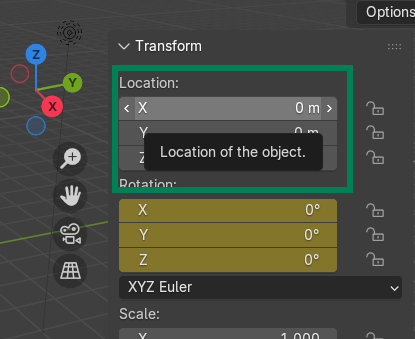 Options
Transform
Location:
X 0 m
Y 0 m
Z
Location of the object.
Rotation:
X 0°
Y 0°
Z 0°
XYZ Euler
Scale:
X 1.000
Z
Y
X